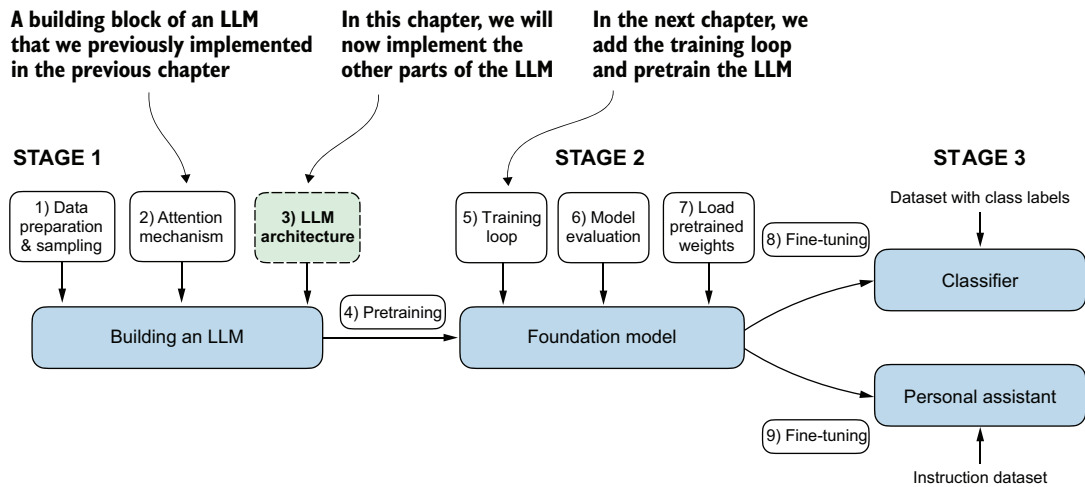 A building block of an LLM
that we previously implemented
in the previous chapter
In this chapter, we will
now implement the
other parts of the LLM
In the next chapter, we
add the training loop
and pretrain the LLM
STAGE 1
STAGE 2
STAGE 3
1) Data
preparation
& sampling
2) Attention
mechanism
3) LLM
architecture
5) Training
loop
6) Model
evaluation
7) Load
pretrained
weights
Dataset with class labels
8) Fine-tuning
Classifier
4) Pretraining
Building an LLM
Foundation model
Personal assistant
9) Fine-tuning
Instruction dataset